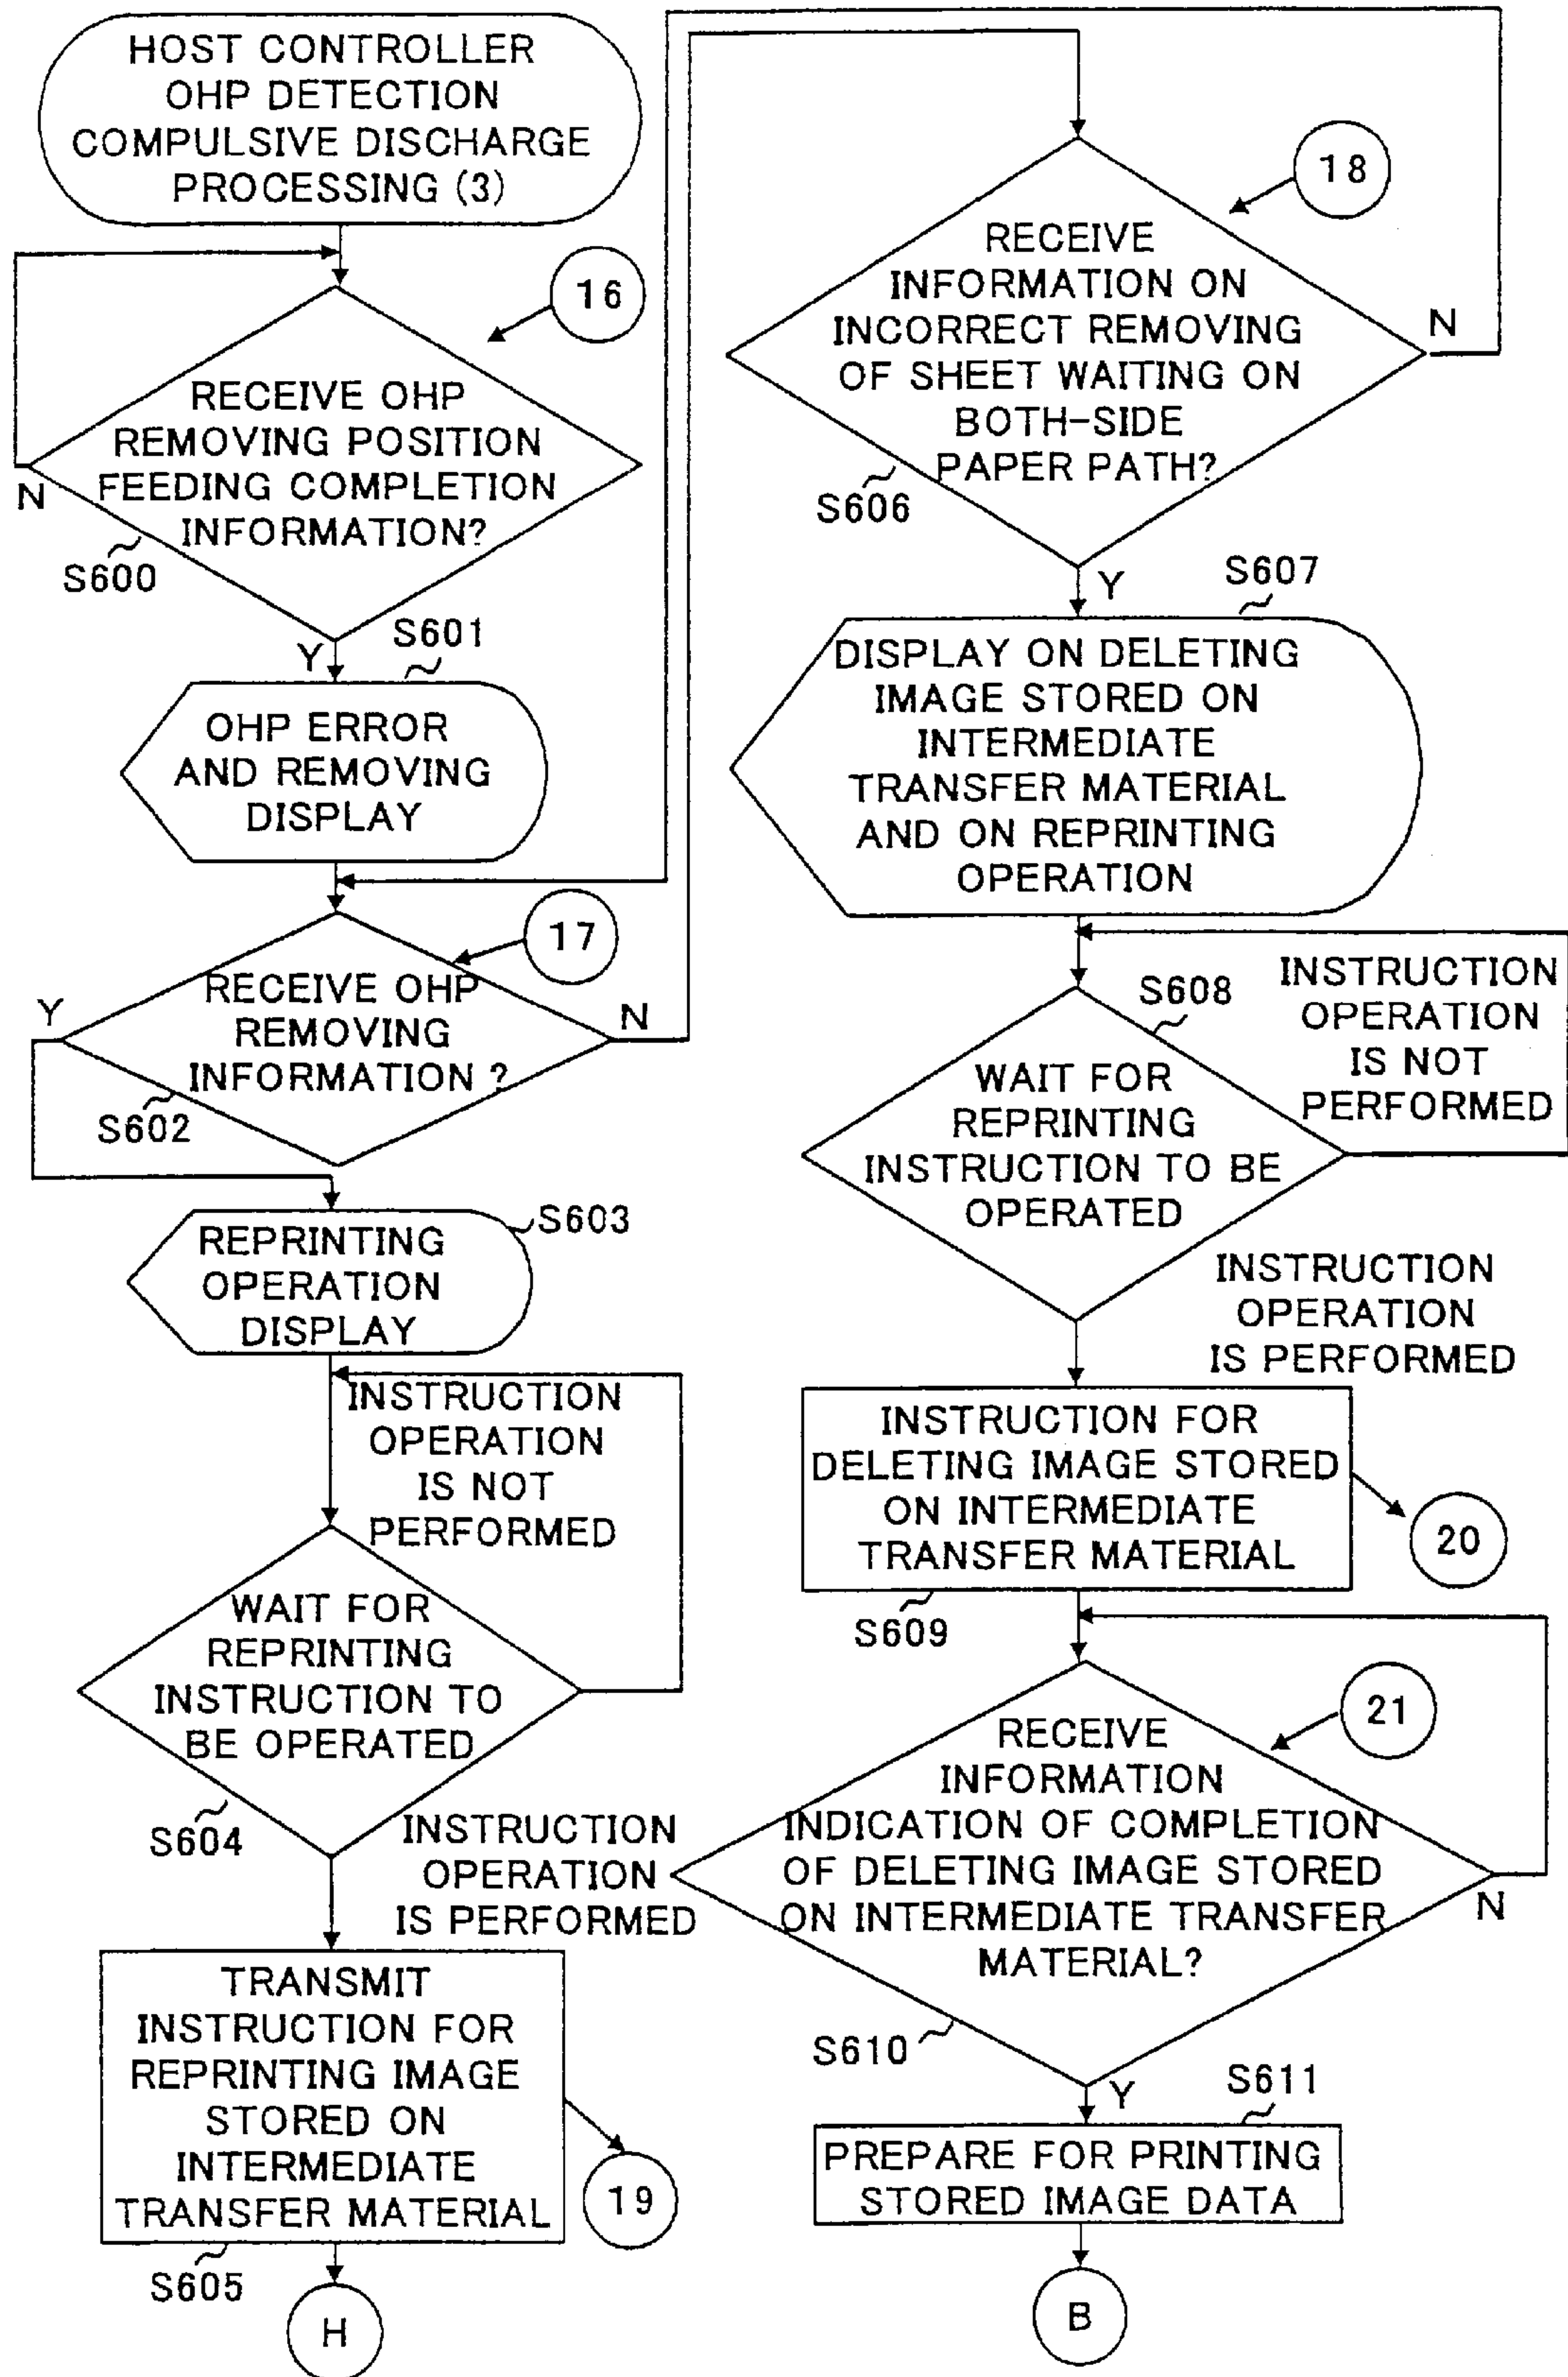 HOST CONTROLLER
OHP DETECTION
COMPULSIVE DISCHARGE
PROCESSING (3)
16
RECEIVE OHP
REMOVING POSITION
FEEDING COMPLETION
INFORMATION?
N
S600
Y
S601
OHP ERROR
AND REMOVING
DISPLAY
17
RECEIVE OHP
REMOVING
INFORMATION ?
Y
N
S602
S603
REPRINTING
OPERATION
DISPLAY
INSTRUCTION
OPERATION
IS NOT
PERFORMED
WAIT FOR
REPRINTING
INSTRUCTION TO
BE OPERATED
S604
INSTRUCTION
OPERATION
IS PERFORMED
TRANSMIT
INSTRUCTION FOR
REPRINTING IMAGE
STORED ON
INTERMEDIATE
TRANSFER MATERIAL
19
S605
H
18
RECEIVE
INFORMATION ON
INCORRECT REMOVING
OF SHEET WAITING ON
BOTH-SIDE
PAPER PATH?
N
S606
Y
S607
DISPLAY ON DELETING
IMAGE STORED ON
INTERMEDIATE
TRANSFER MATERIAL
AND ON REPRINTING
OPERATION
S608
INSTRUCTION
OPERATION
IS NOT
PERFORMED
WAIT FOR
REPRINTING
INSTRUCTION TO BE
OPERATED
INSTRUCTION
OPERATION
IS PERFORMED
INSTRUCTION FOR
DELETING IMAGE STORED
ON INTERMEDIATE
TRANSFER MATERIAL
20
S609
21
RECEIVE
INFORMATION
INDICATION OF COMPLETION
OF DELETING IMAGE STORED
ON INTERMEDIATE TRANSFER
MATERIAL?
N
S610
Y
S611
PREPARE FOR PRINTING
STORED IMAGE DATA
B